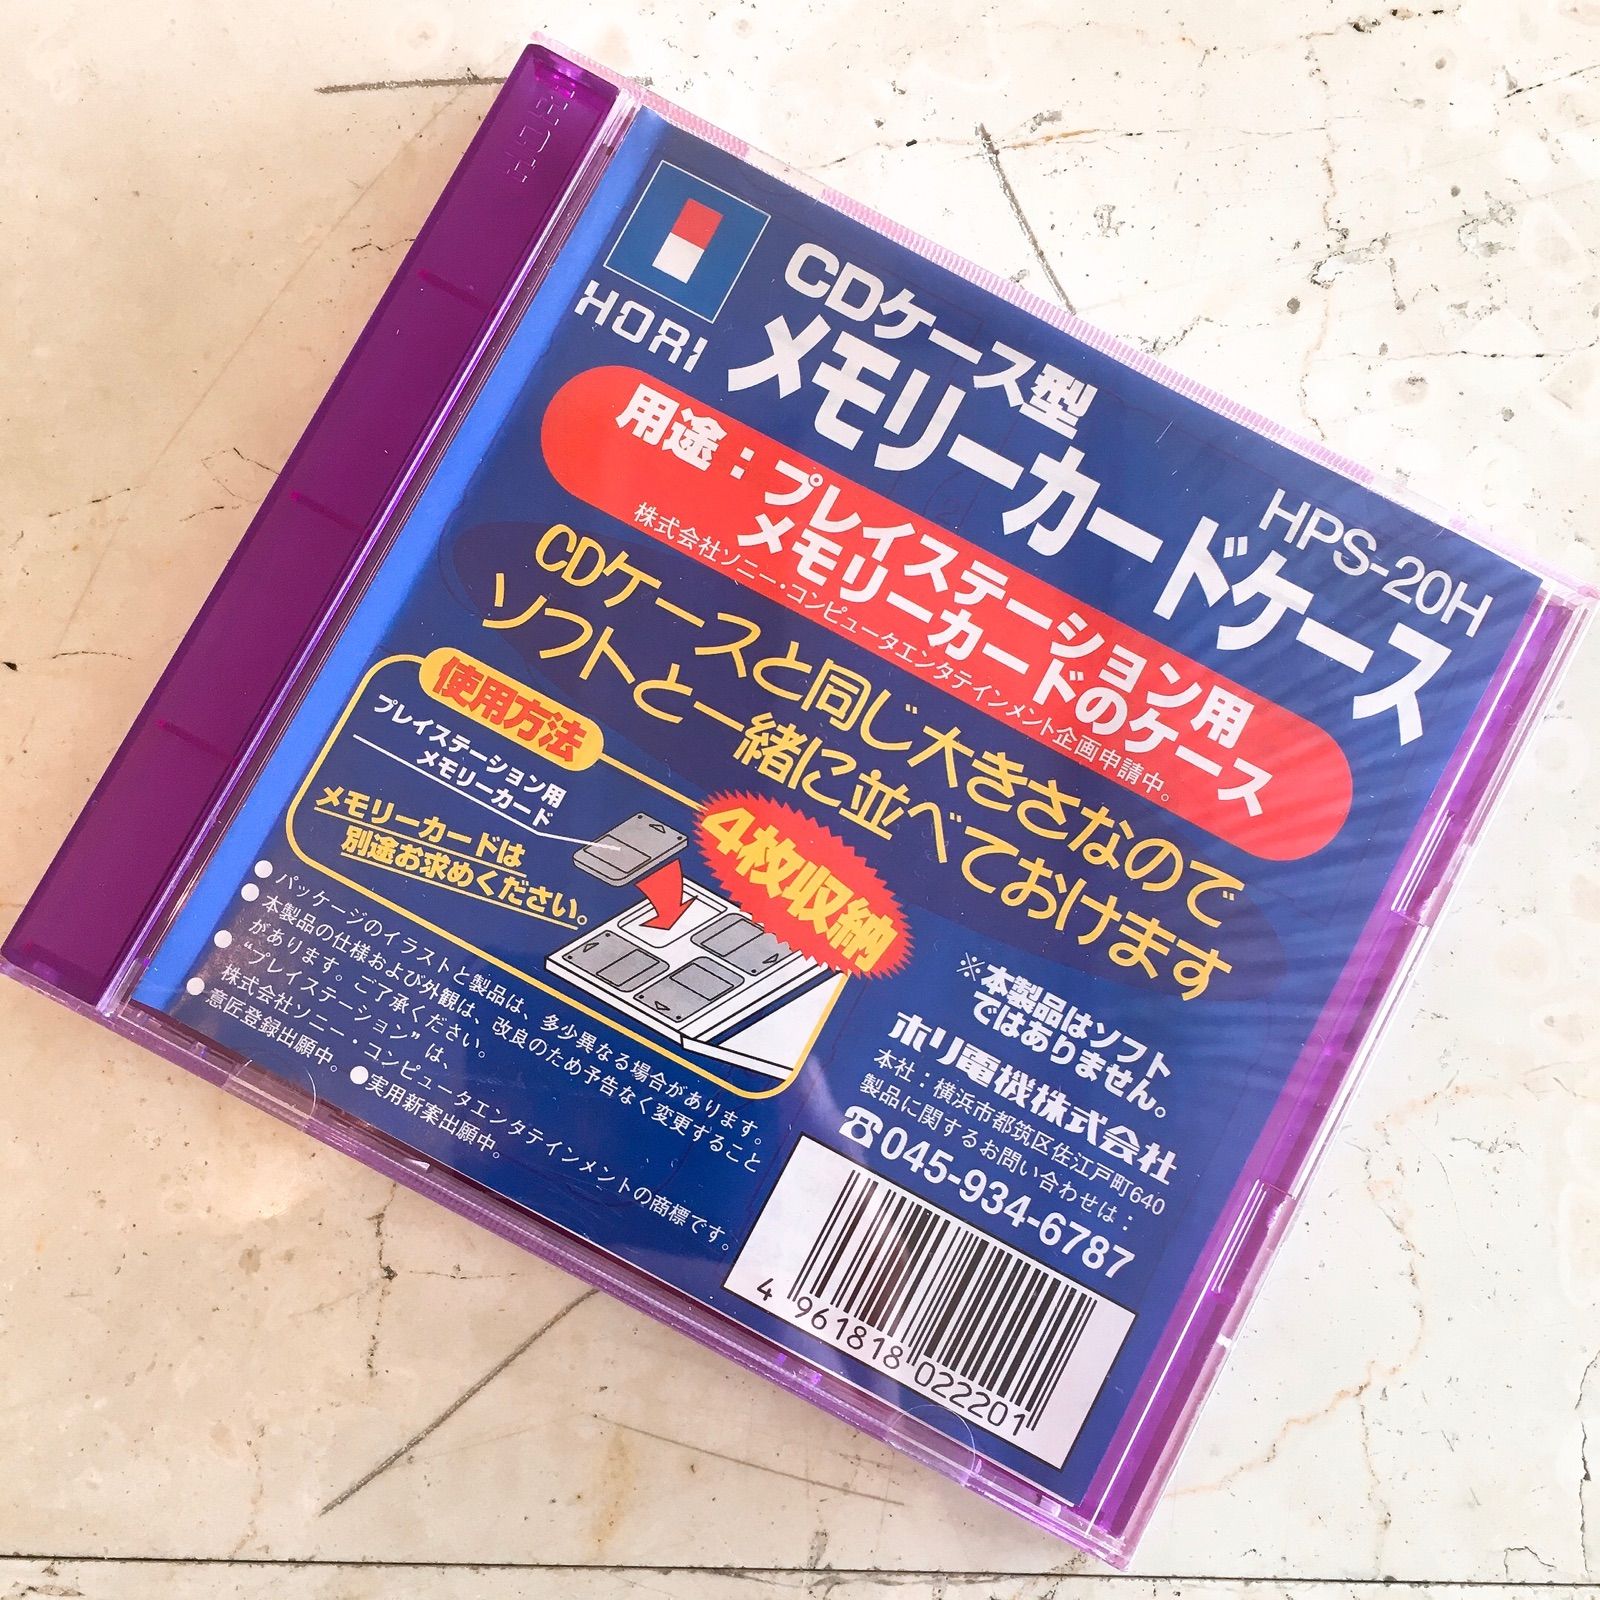 HORI
HORI
CDケース型
メモリーカードケース
HPS-20H
用途：プレイステーション用
メモリーカードのケース
株式会社ソニー・コンピュータエンタテインメント企画申請中。
CDケースと同じ大きさなので
ソフトと一緒に並べておけます
使用方法
プレイステーション用
メモリーカード
メモリーカードは
別途お求めください。
4枚収納
●パッケージのイラストと製品は、多少異なる場合があります。
●本製品の仕様および外観は、改良のため予告なく変更すること
があります。ご了承ください。
●“プレイステーション”は、
株式会社ソニー・コンピュータエンタテインメントの商標です。
●意匠登録出願中。●実用新案出願中。
※本製品はソフト
ではありません。
ホリ電機株式会社
本社：横浜市都筑区佐江戸町640
製品に関するお問い合わせは：
☎045-934-6787
4 961818 022201